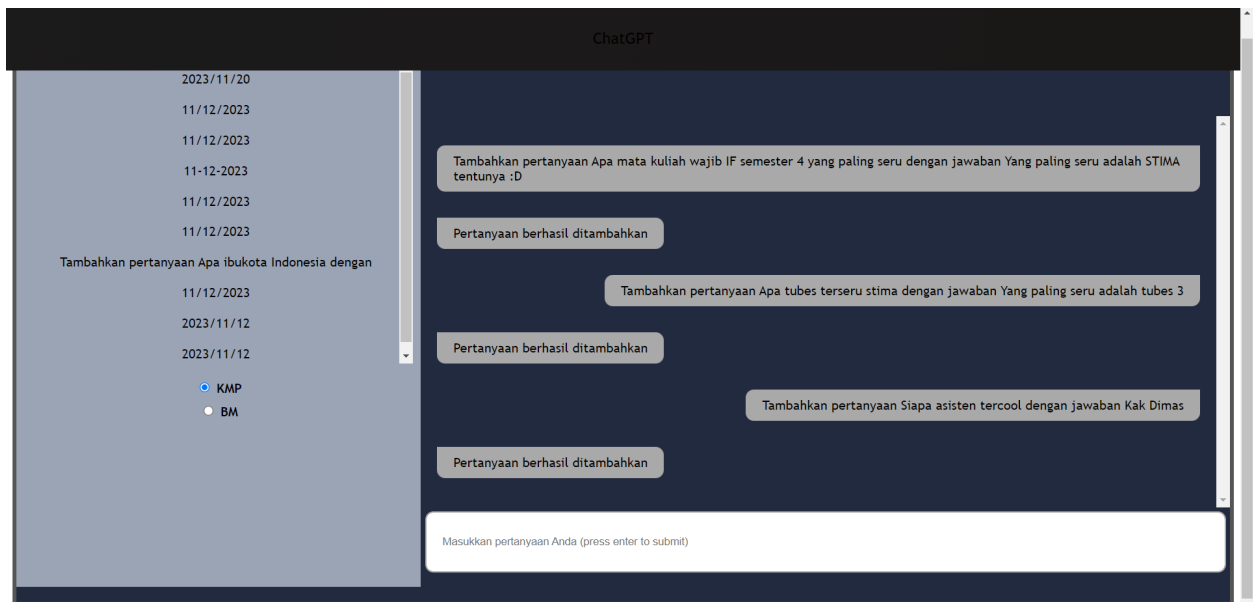 ChatGPT
2023/11/20
11/12/2023
11/12/2023
11-12-2023
11/12/2023
11/12/2023
Tambahkan pertanyaan Apa ibukota Indonesia dengan
11/12/2023
2023/11/12
2023/11/12
KMP
BM
Tambahkan pertanyaan Apa mata kuliah wajib IF semester 4 yang paling seru dengan jawaban Yang paling seru adalah STIMA
tentunya :D
Pertanyaan berhasil ditambahkan
Tambahkan pertanyaan Apa tubes terseru stima dengan jawaban Yang paling seru adalah tubes 3
Pertanyaan berhasil ditambahkan
Tambahkan pertanyaan Siapa asisten tercool dengan jawaban Kak Dimas
Pertanyaan berhasil ditambahkan
Masukkan pertanyaan Anda (press enter to submit)